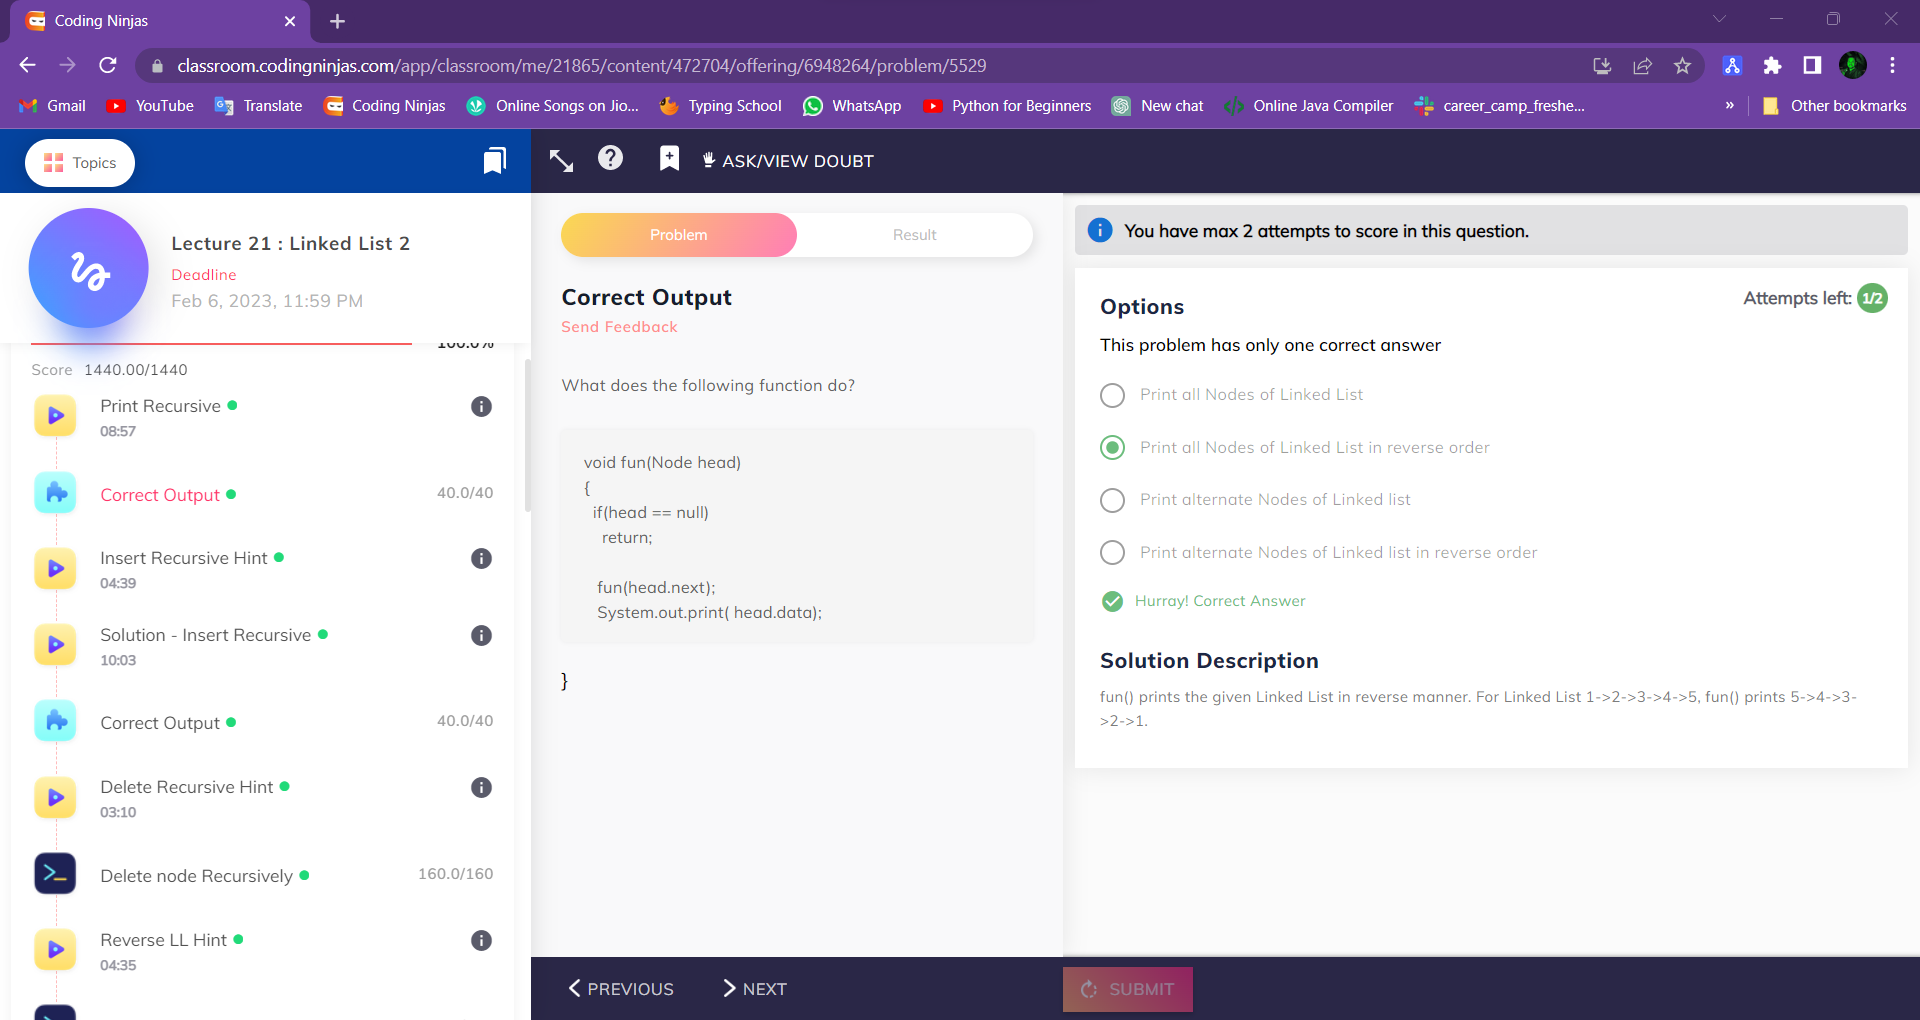 Coding Ninjas
classroom.codingninjas.com/app/classroom/me/21865/content/472704/offering/6948264/problem/5529
Gmail
YouTube
Translate
Coding Ninjas
Online Songs on Jio...
Typing School
WhatsApp
Python for Beginners
New chat
Online Java Compiler
career_camp_freshe...
»
Other bookmarks
Topics
ASK/VIEW DOUBT
Lecture 21 : Linked List 2
Deadline
Feb 6, 2023, 11:59 PM
100.0%
Score 1440.00/1440
Print Recursive
08:57
Correct Output
40.0/40
Insert Recursive Hint
04:39
Solution - Insert Recursive
10:03
Correct Output
40.0/40
Delete Recursive Hint
03:10
Delete node Recursively
160.0/160
Reverse LL Hint
04:35
Problem
Result
Correct Output
Send Feedback
What does the following function do?
void fun(Node head)
{
if(head == null)
return;
fun(head.next);
System.out.print( head.data);
}
PREVIOUS
NEXT
You have max 2 attempts to score in this question.
Options
Attempts left: 1/2
This problem has only one correct answer
Print all Nodes of Linked List
Print all Nodes of Linked List in reverse order
Print alternate Nodes of Linked list
Print alternate Nodes of Linked list in reverse order
Hurray! Correct Answer
Solution Description
fun() prints the given Linked List in reverse manner. For Linked List 1->2->3->4->5, fun() prints 5->4->3-
>2->1.
SUBMIT